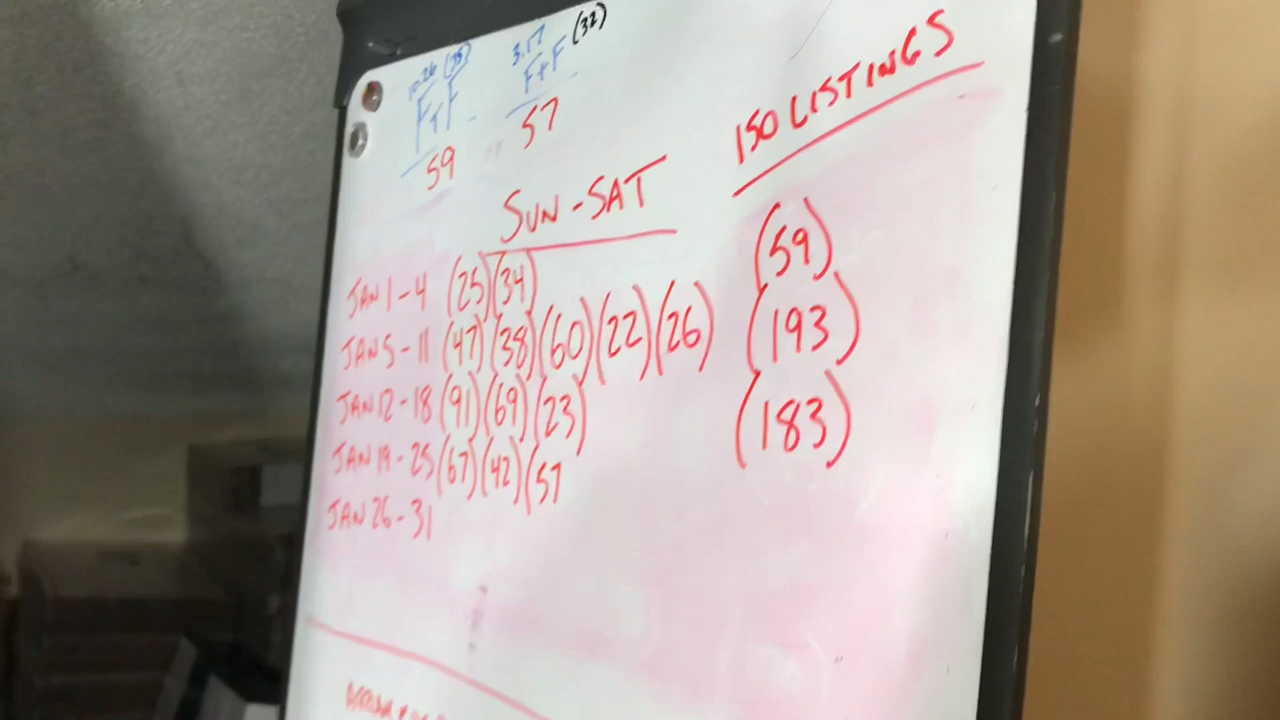 10.26 (33) 3.17 (32)
F+F F+F
59 57
150 LISTINGS
SUN-SAT
JAN 1-4 (25)(34) (59)
JAN 5-11 (47)(38)(60)(22)(26) (193)
JAN 12-18 (91)(69)(23) (183)
JAN 19-25 (67)(42)(57
JAN 26-31